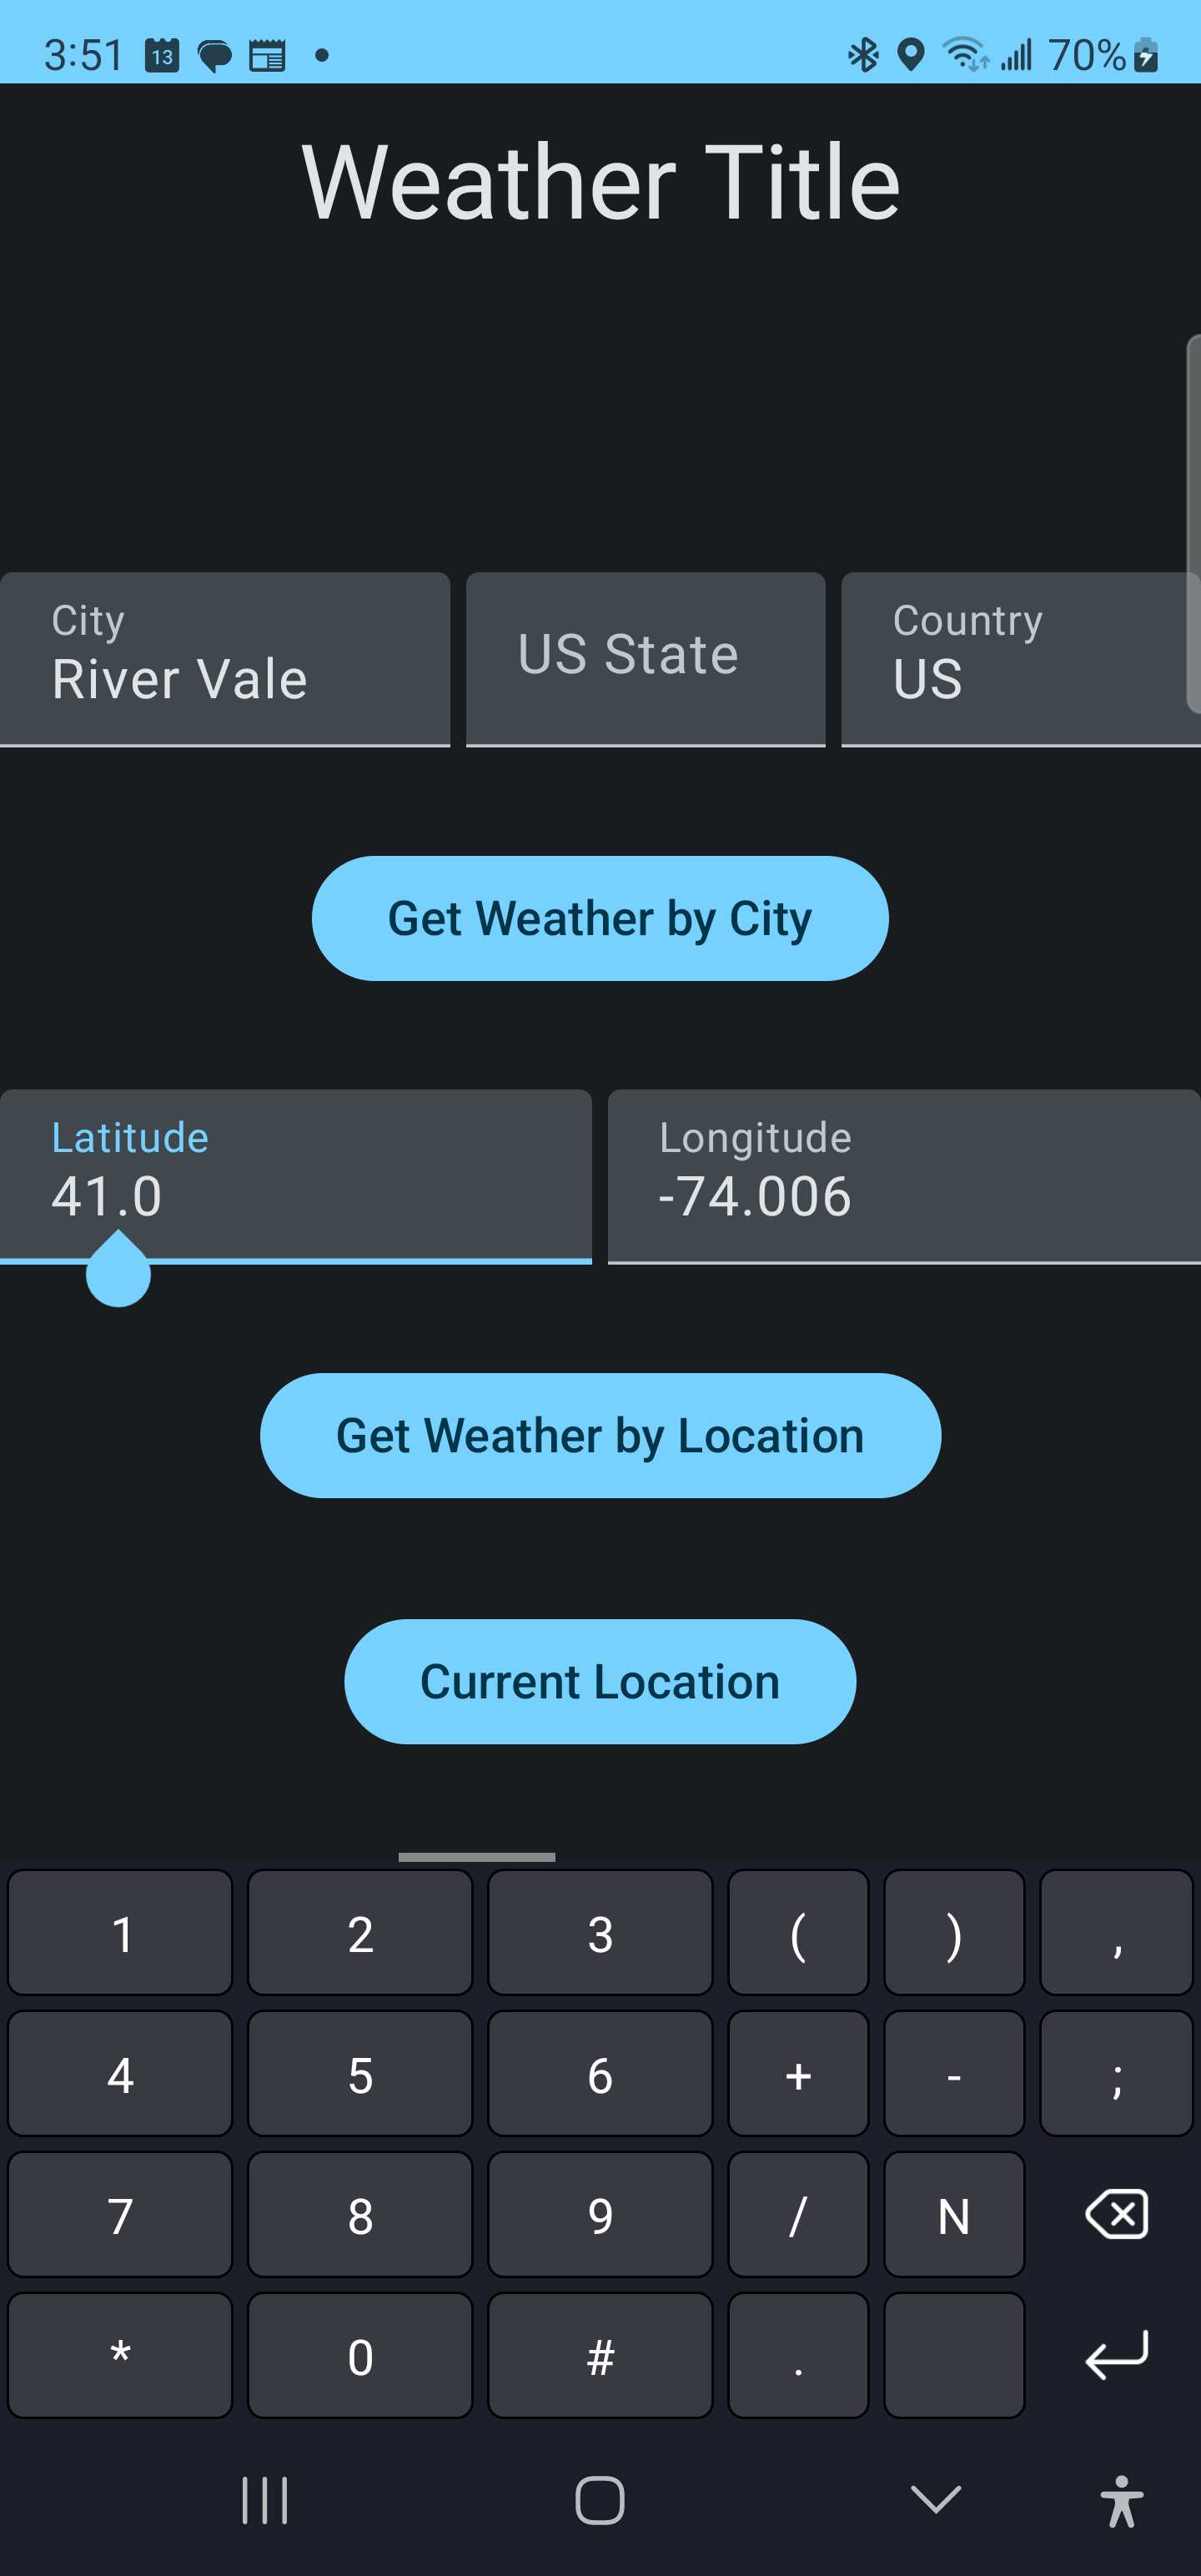 3:51 13 70%
Weather Title
City US State Country
River Vale US
Get Weather by City
Latitude Longitude
41.0 -74.006
Get Weather by Location
Current Location
1 2 3 ( ) ,
4 5 6 + - ;
7 8 9 / N
* 0 # .